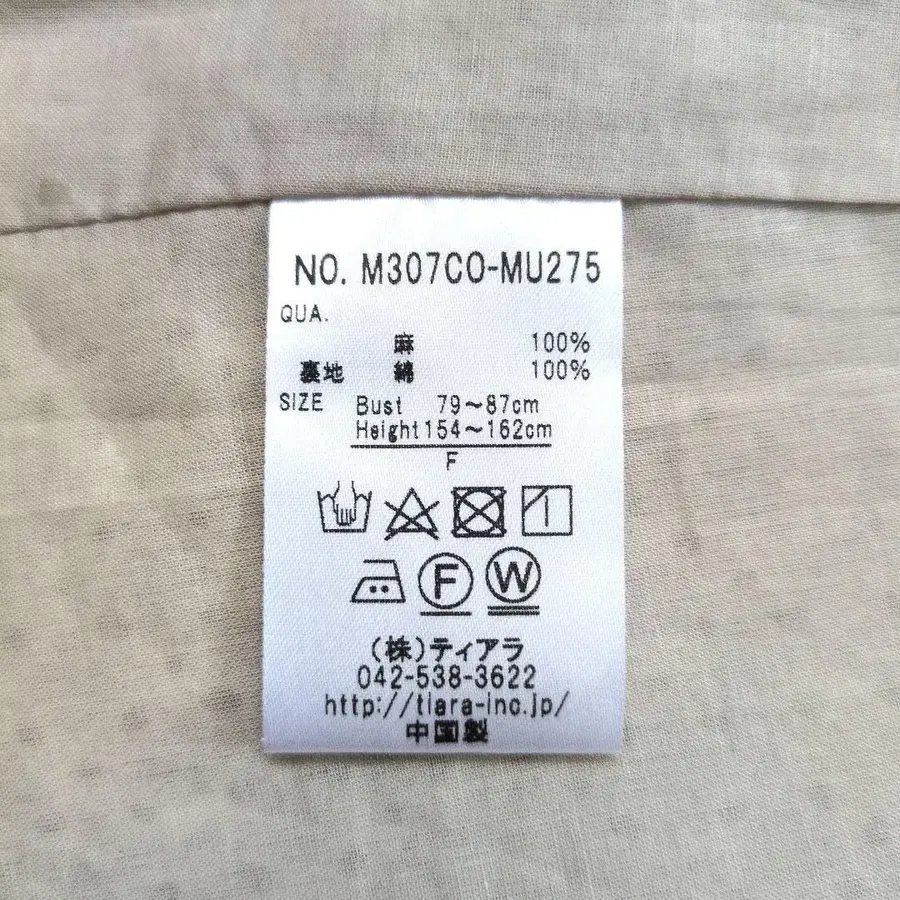 NO. M307CO-MU275
QUA.
麻 100%
裏地 綿 100%
SIZE Bust 79〜87cm
Height 154〜162cm
F
F W
(株)ティアラ
042-538-3622
http://tiara-inc.jp/
中国製